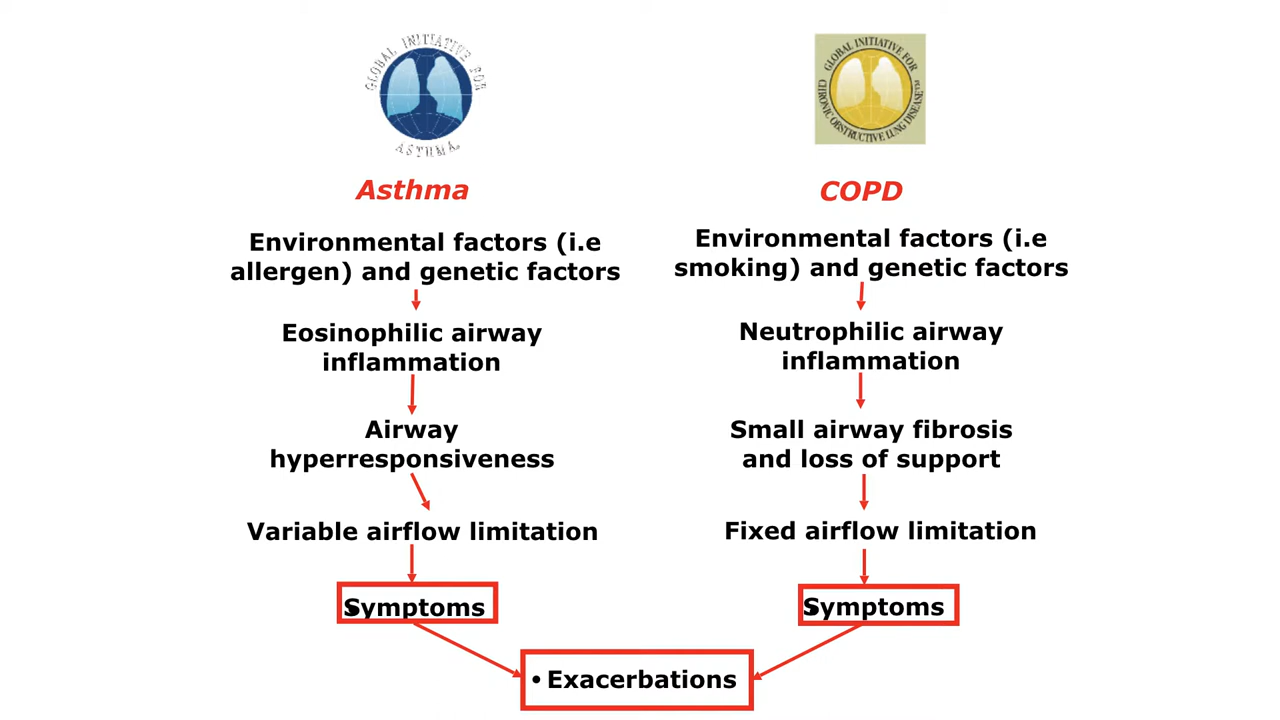 GLOBAL INITIATIVE FOR
ASTHMA
GLOBAL INITIATIVE FOR
CHRONIC OBSTRUCTIVE LUNG DISEASE™
Asthma
Environmental factors (i.e
allergen) and genetic factors
Eosinophilic airway
inflammation
Airway
hyperresponsiveness
Variable airflow limitation
Symptoms
COPD
Environmental factors (i.e
smoking) and genetic factors
Neutrophilic airway
inflammation
Small airway fibrosis
and loss of support
Fixed airflow limitation
Symptoms
• Exacerbations